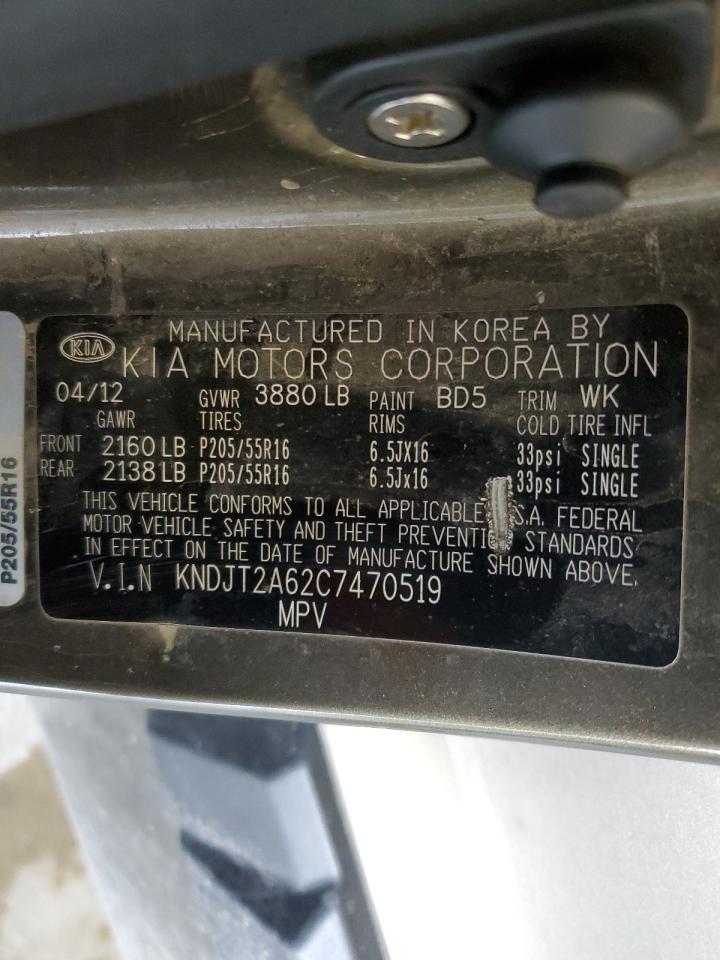 KIA
MANUFACTURED IN KOREA BY
KIA MOTORS CORPORATION
04/12 GVWR 3880 LB PAINT BD5 TRIM WK
GAWR TIRES RIMS COLD TIRE INFL
FRONT 2160 LB P205/55R16 6.5JX16 33psi SINGLE
REAR 2138 LB P205/55R16 6.5Jx16 33psi SINGLE
THIS VEHICLE CONFORMS TO ALL APPLICABLE S.A. FEDERAL
MOTOR VEHICLE SAFETY AND THEFT PREVENTION STANDARDS
IN EFFECT ON THE DATE OF MANUFACTURE SHOWN ABOVE.
V.I.N KNDJT2A62C7470519
MPV
P205/55R16